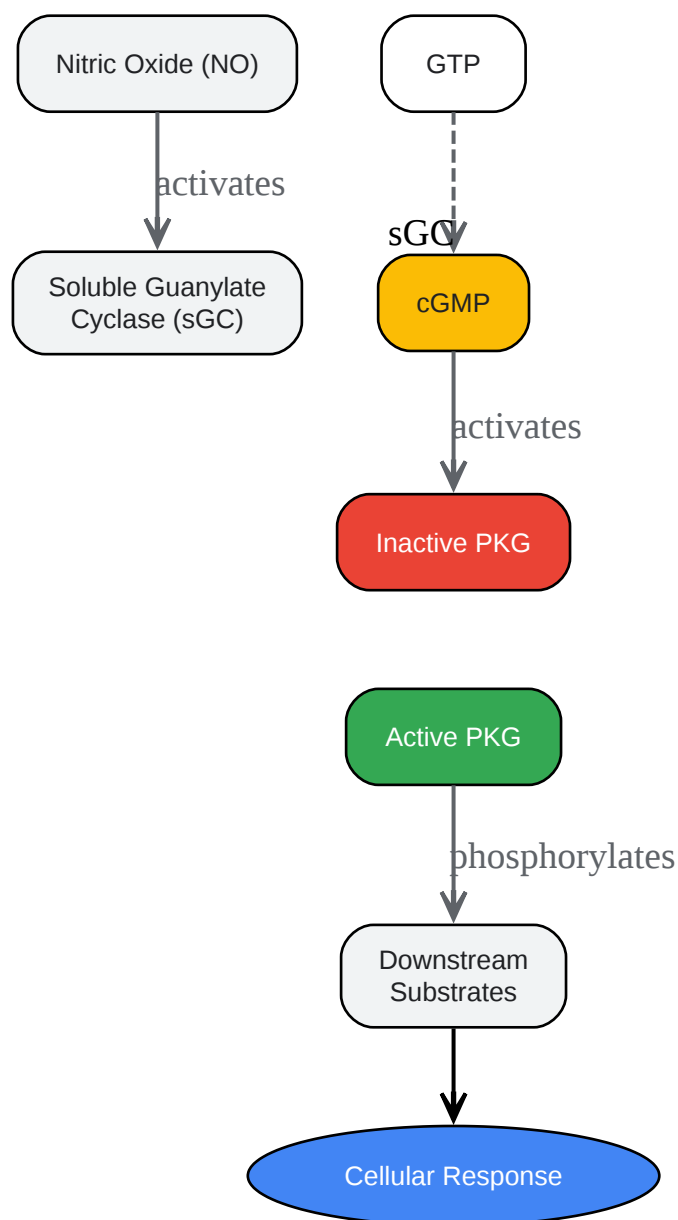 Nitric Oxide (NO)
GTP
activates
sGC
Soluble Guanylate
Cyclase (sGC)
cGMP
activates
Inactive PKG
Active PKG
phosphorylates
Downstream
Substrates
Cellular Response